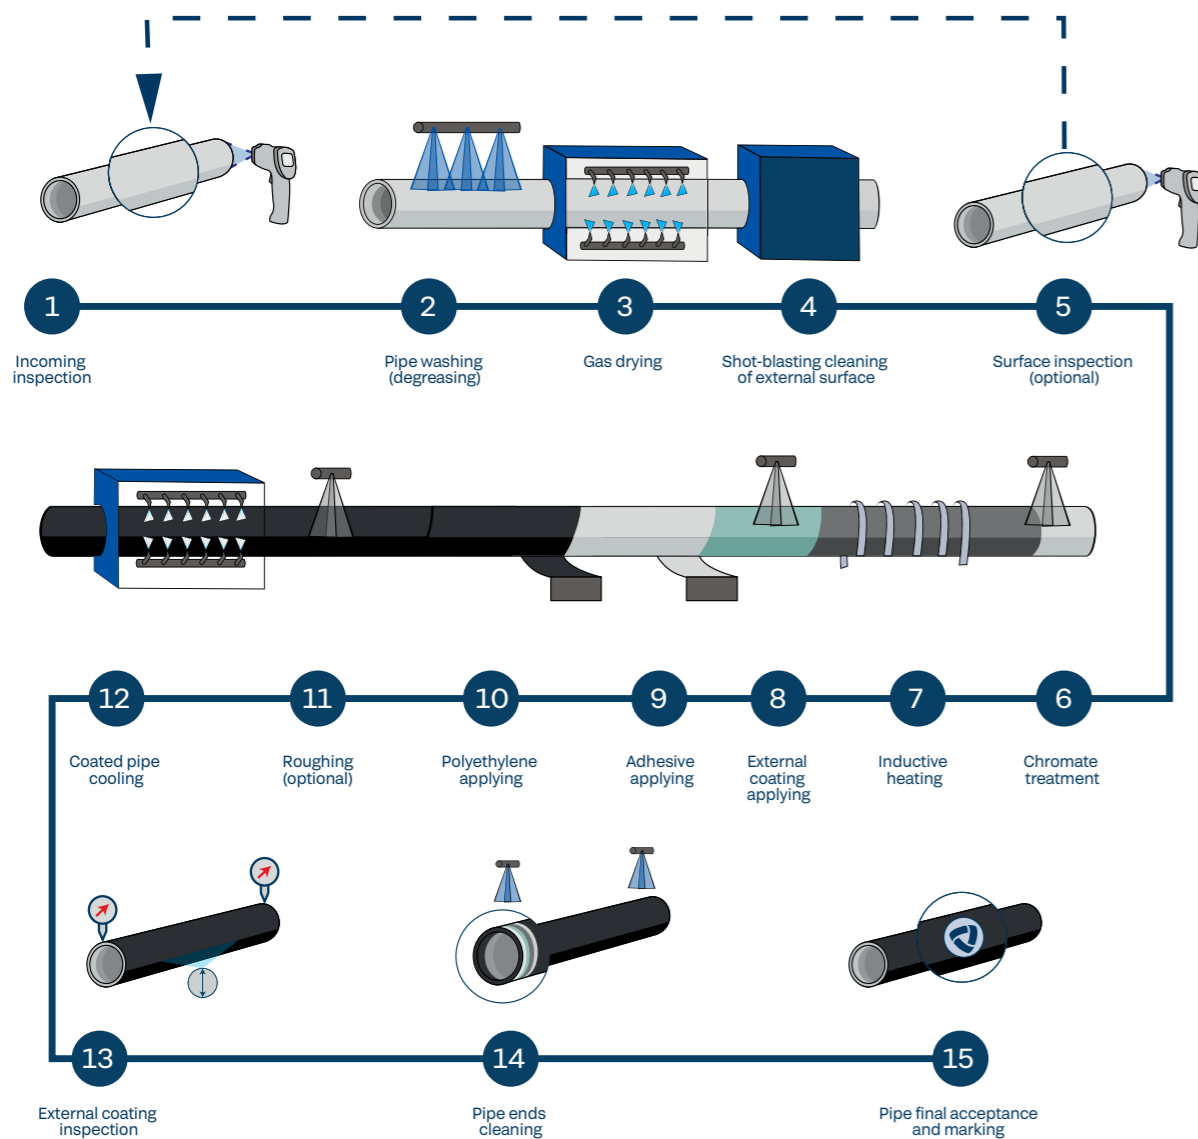 1
2
3
4
5
Incoming
inspection
Pipe washing
(degreasing)
Gas drying
Shot-blasting cleaning
of external surface
Surface inspection
(optional)
12
11
10
9
8
7
6
Coated pipe
cooling
Roughing
(optional)
Polyethylene
applying
Adhesive
applying
External
coating
applying
Inductive
heating
Chromate
treatment
13
14
15
External coating
inspection
Pipe ends
cleaning
Pipe final acceptance
and marking